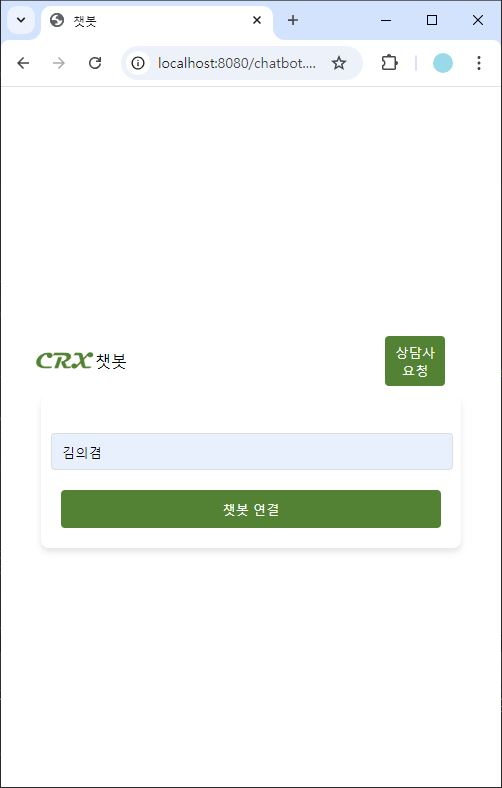 챗봇
localhost:8080/chatbot....
CRX 챗봇
상담사
요청
김의겸
챗봇 연결